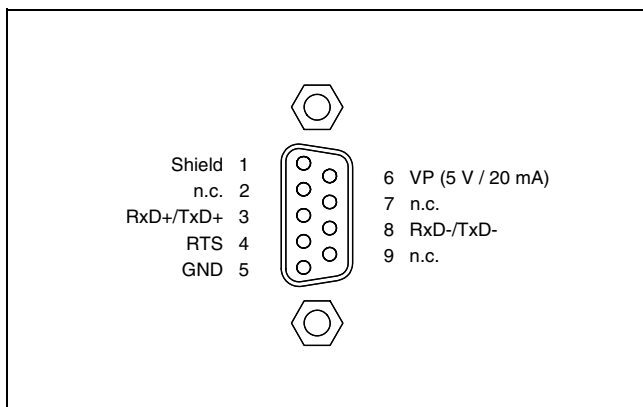 Shield 1
n.c. 2
RxD+/TxD+ 3
RTS 4
GND 5
6 VP (5 V / 20 mA)
7 n.c.
8 RxD-/TxD-
9 n.c.